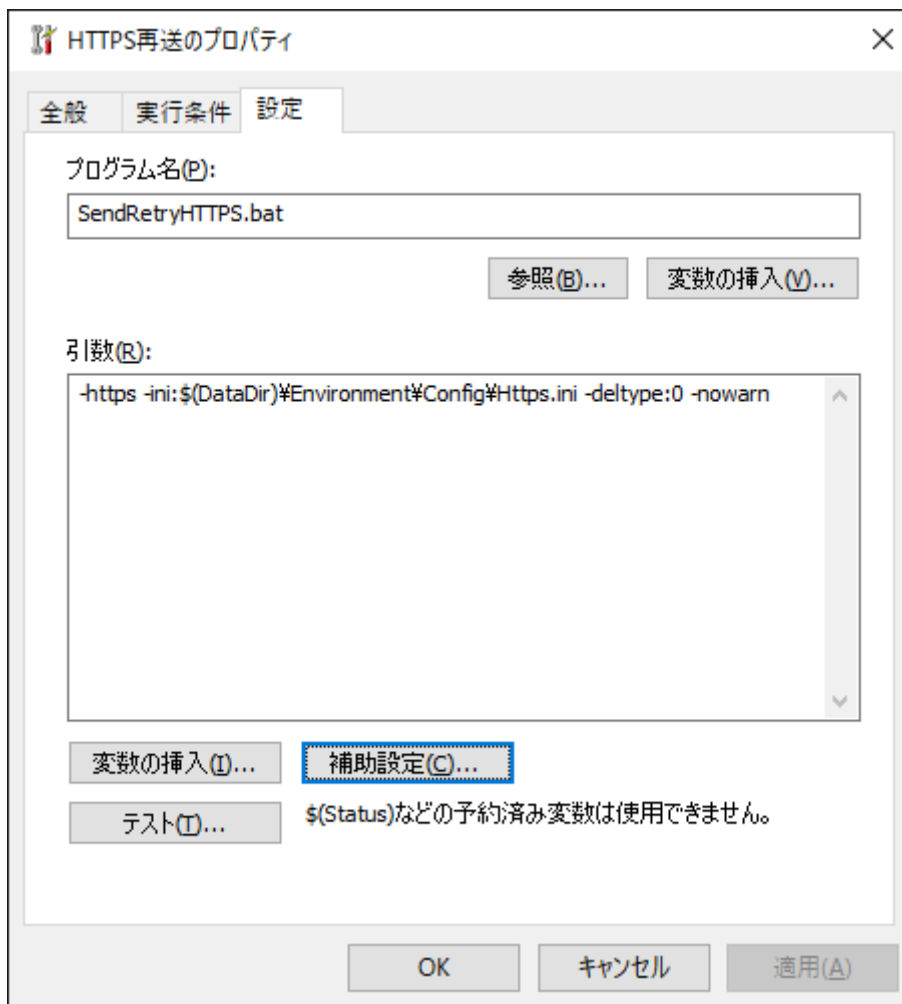 HTTPS再送のプロパティ
全般 実行条件 設定
プログラム名(P):
SendRetryHTTPS.bat
参照(B)... 変数の挿入(V)...
引数(R):
-https -ini:$(DataDir)¥Environment¥Config¥Https.ini -deltype:0 -nowarn
変数の挿入(I)... 補助設定(C)...
テスト(T)... $(Status)などの予約済み変数は使用できません。
OK キャンセル 適用(A)